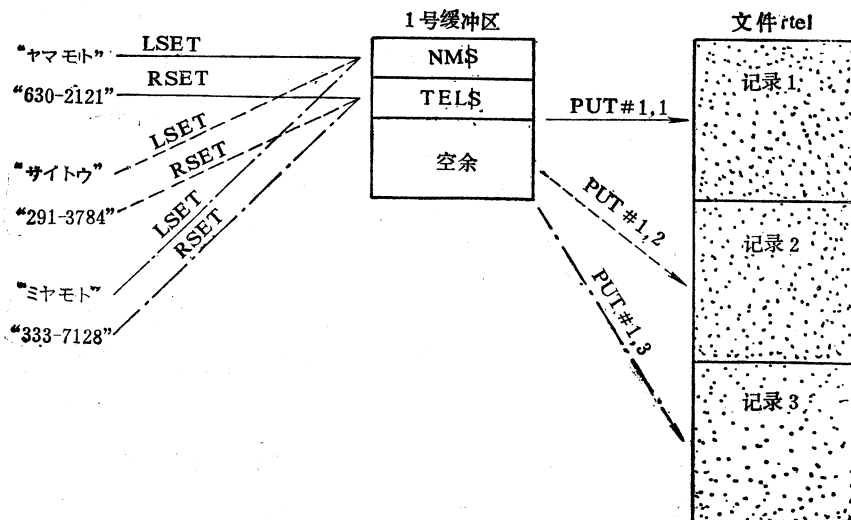 1号缓冲区
文件rtel
“ヤマモト” LSET
“630-2121” RSET
“サイトウ” LSET
“291-3784” RSET
“ミヤモト” LSET
“333-7128” RSET
NM$
TEL$
空余
PUT#1,1
PUT #1,2
PUT #1,3
记录1
记录2
记录3